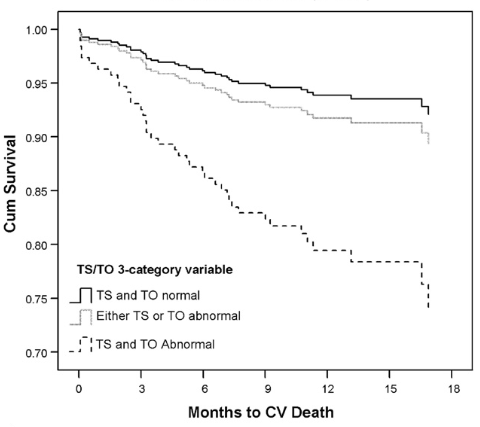 1.00
0.95
0.90
0.85
0.80
0.75
0.70
Cum Survival
TS/TO 3-category variable
TS and TO normal
Either TS or TO abnormal
TS and TO Abnormal
0 3 6 9 12 15 18
Months to CV Death